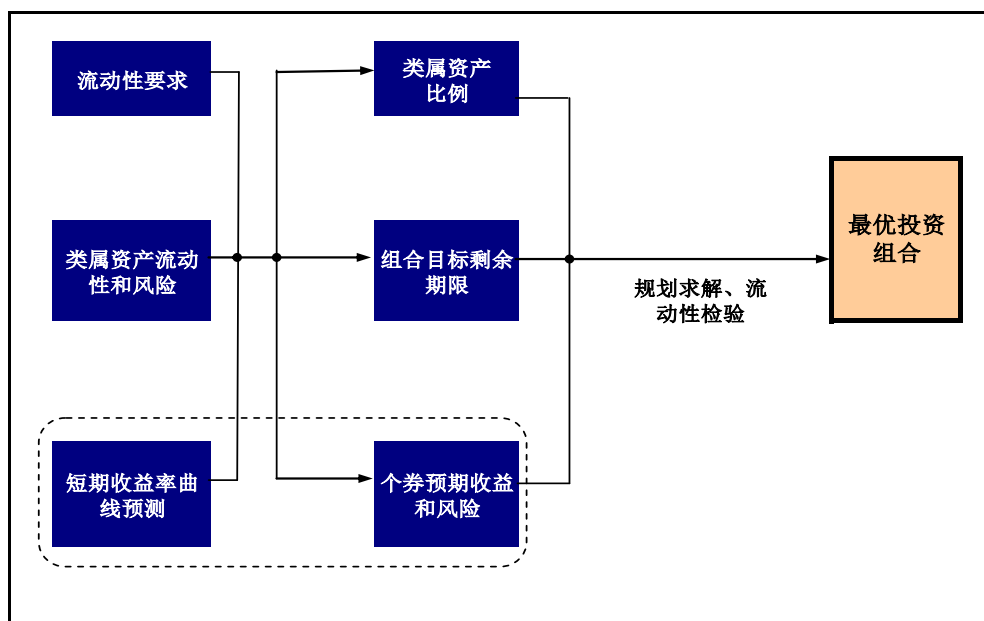 流动性要求
类属资产流动
性和风险
短期收益率曲
线预测
类属资产
比例
组合目标剩余
期限
个券预期收益
和风险
规划求解、流
动性检验
最优投资
组合